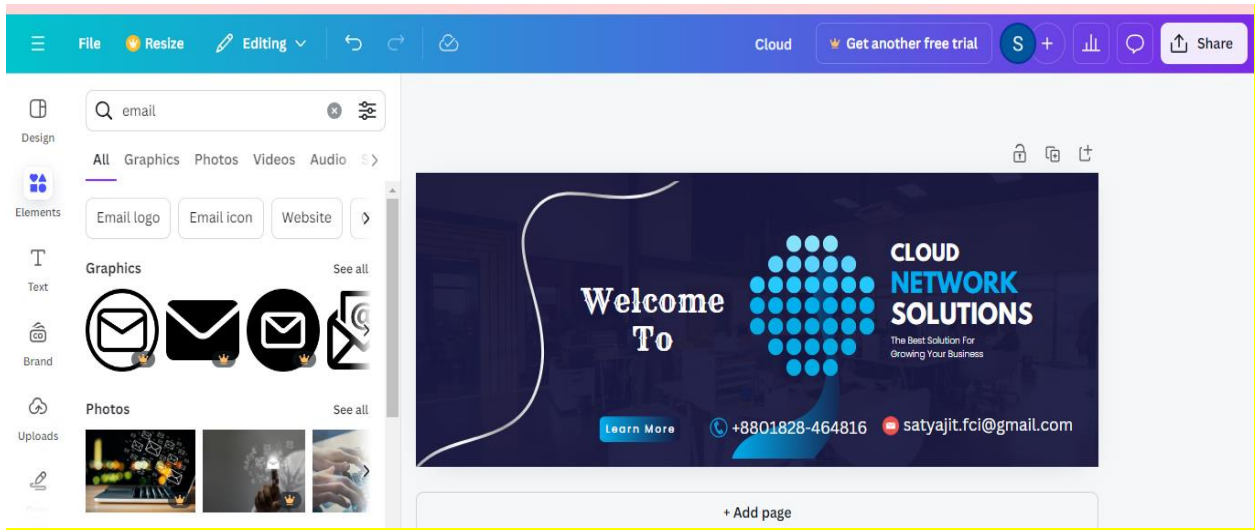 File Resize Editing Cloud Get another free trial S + Share
Design
Elements
Text
Brand
Uploads
email
All Graphics Photos Videos Audio
Email logo Email icon Website
Graphics See all
Photos See all
Welcome
To
CLOUD
NETWORK
SOLUTIONS
The Best Solution For
Growing Your Business
Learn More +8801828-464816 satyajit.fci@gmail.com
+ Add page